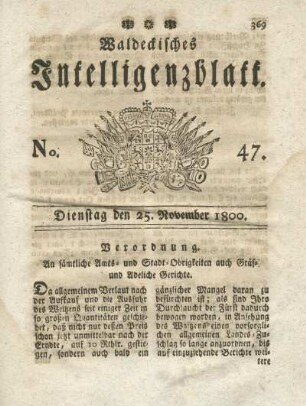 369
Waldeckisches
Intelligenzblatt.
No. 47.
Dienstag den 25. November 1800.
Verordnung.
An sämtliche Amts- und Stadt-Obrigkeiten auch Gräf-
und Adeliche Gerichte.
Da allgemeinem Verlaut nach
der Aufkauf und die Ausfuhr
des Weitzens seit einiger Zeit in
so großen Quantitäten geschie-
het, daß nicht nur dessen Preis
schon jetzt unmittelbar nach der
Erndte, auf 10 Rthlr. gestie-
gen, sondern auch bald ein
gänzlicher Mangel daran zu
befürchten ist; als sind Ihro
Durchlaucht der Fürst dadurch
bewogen worden, in Ansehung
des Weitzens einen vorsorgli-
chen allgemeinen Landes-Zu-
schlag so lange anzuordnen, bis
auf einzuziehende Berichte wei-
tere